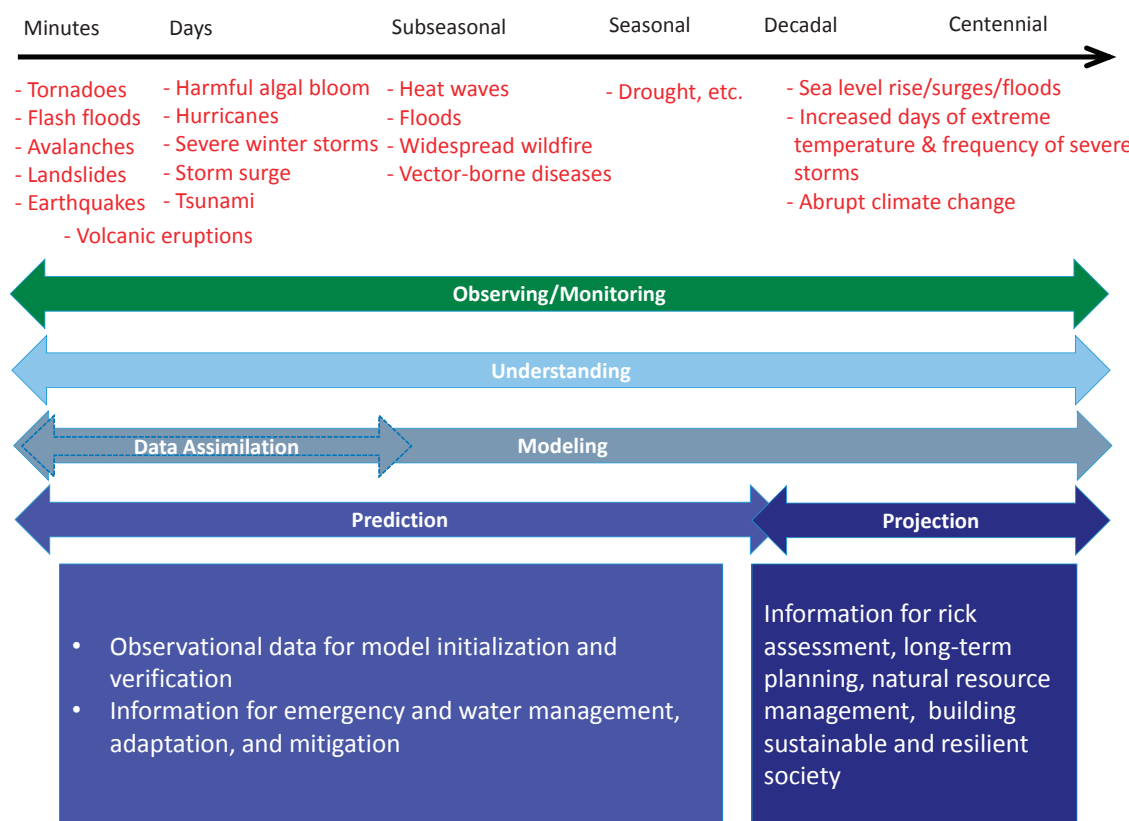 Minutes Days Subseasonal Seasonal Decadal Centennial
- Tornadoes
- Flash floods
- Avalanches
- Landslides
- Earthquakes
- Volcanic eruptions
- Harmful algal bloom
- Hurricanes
- Severe winter storms
- Storm surge
- Tsunami
- Heat waves
- Floods
- Widespread wildfire
- Vector-borne diseases
- Drought, etc.
- Sea level rise/surges/floods
- Increased days of extreme
temperature & frequency of severe
storms
- Abrupt climate change
Observing/Monitoring
Understanding
Data Assimilation Modeling
Prediction Projection
• Observational data for model initialization and
verification
• Information for emergency and water management,
adaptation, and mitigation
Information for rick
assessment, long-term
planning, natural resource
management, building
sustainable and resilient
society